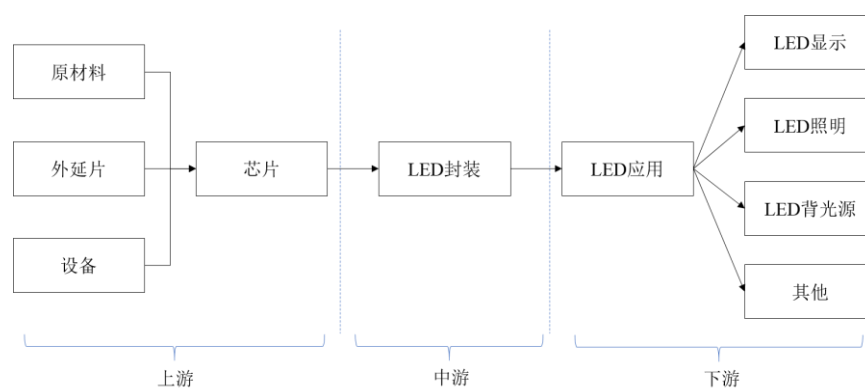 原材料
外延片
设备
芯片
LED封装
LED应用
LED显示
LED照明
LED背光源
其他
上游
中游
下游